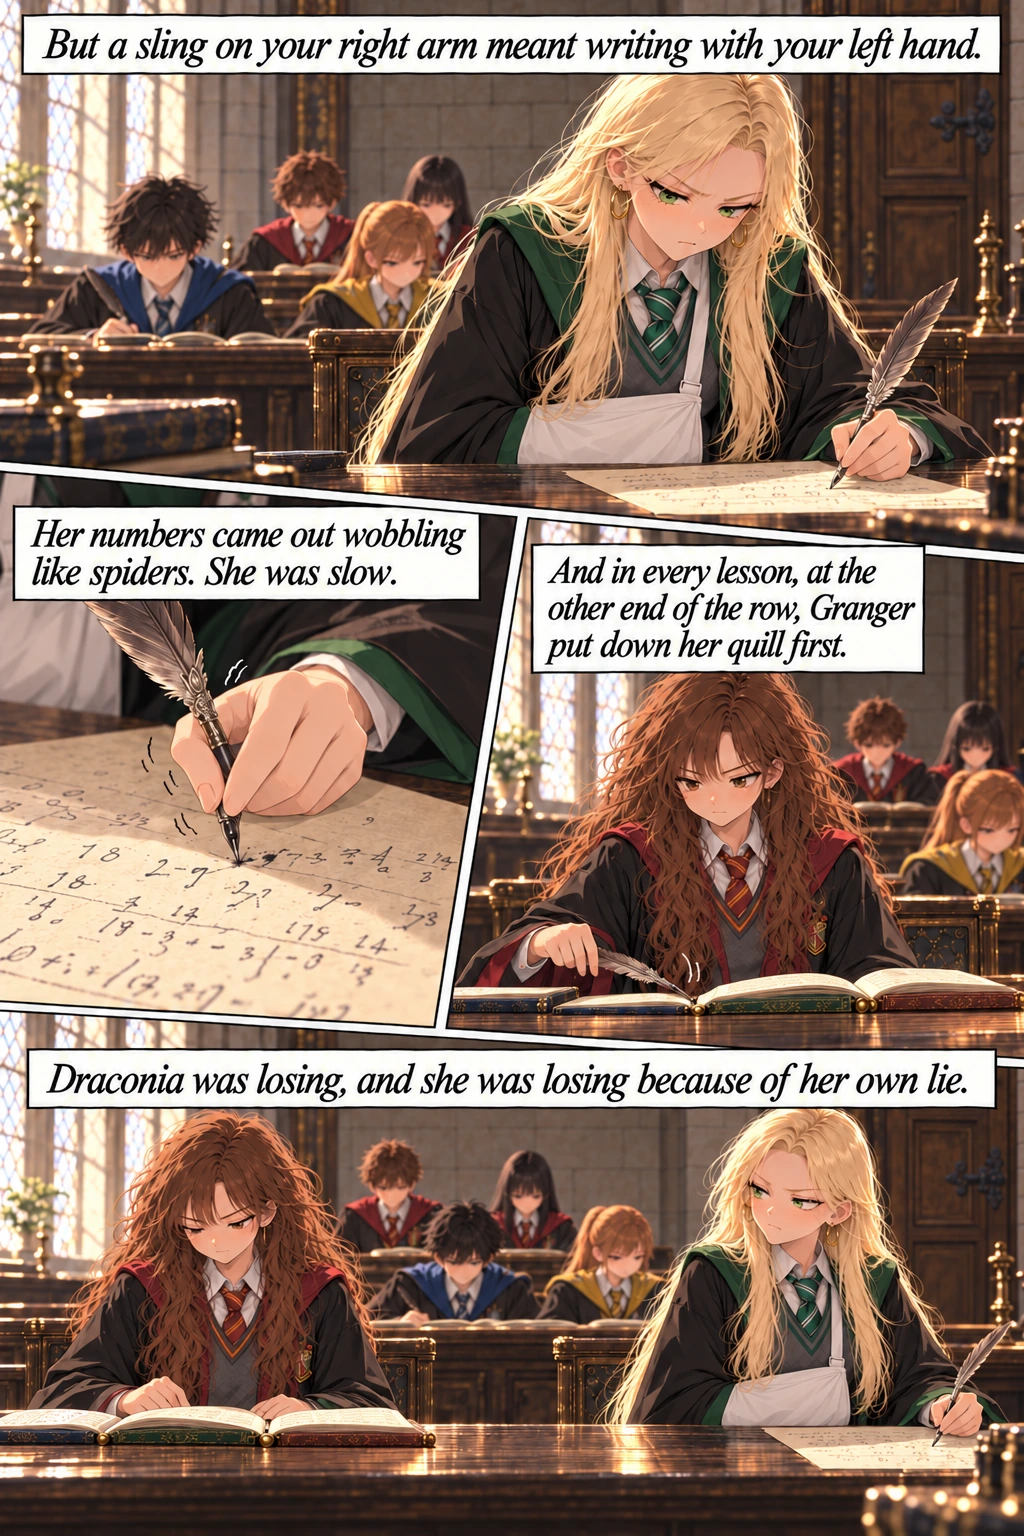 But a sling on your right arm meant writing with your left hand.
Her numbers came out wobbling
like spiders. She was slow.
And in every lesson, at the
other end of the row, Granger
put down her quill first.
Draconia was losing, and she was losing because of her own lie.